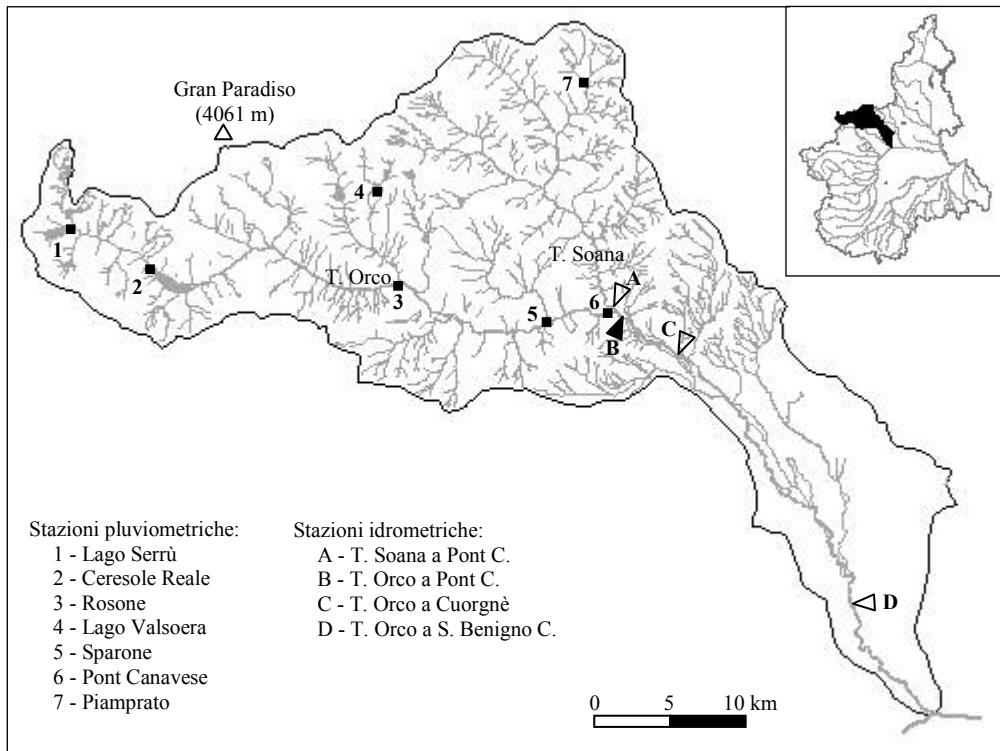 Gran Paradiso
(4061 m)
7
4
1
2
T. Orco
3
T. Soana
A
5
6
B
C
D
Stazioni pluviometriche:
1 - Lago Serrù
2 - Ceresole Reale
3 - Rosone
4 - Lago Valsoera
5 - Sparone
6 - Pont Canavese
7 - Piamprato
Stazioni idrometriche:
A - T. Soana a Pont C.
B - T. Orco a Pont C.
C - T. Orco a Cuorgnè
D - T. Orco a S. Benigno C.
0 5 10 km